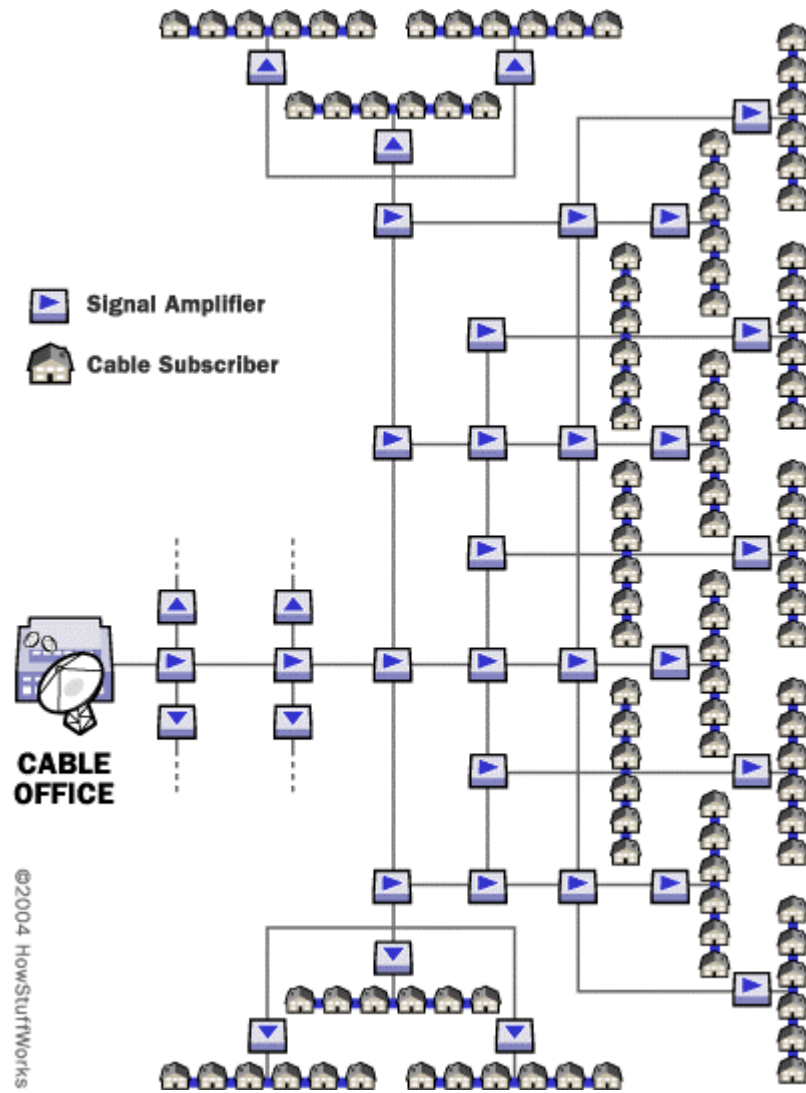 Signal Amplifier
Cable Subscriber
CABLE
OFFICE
©2004 HowStuffWorks